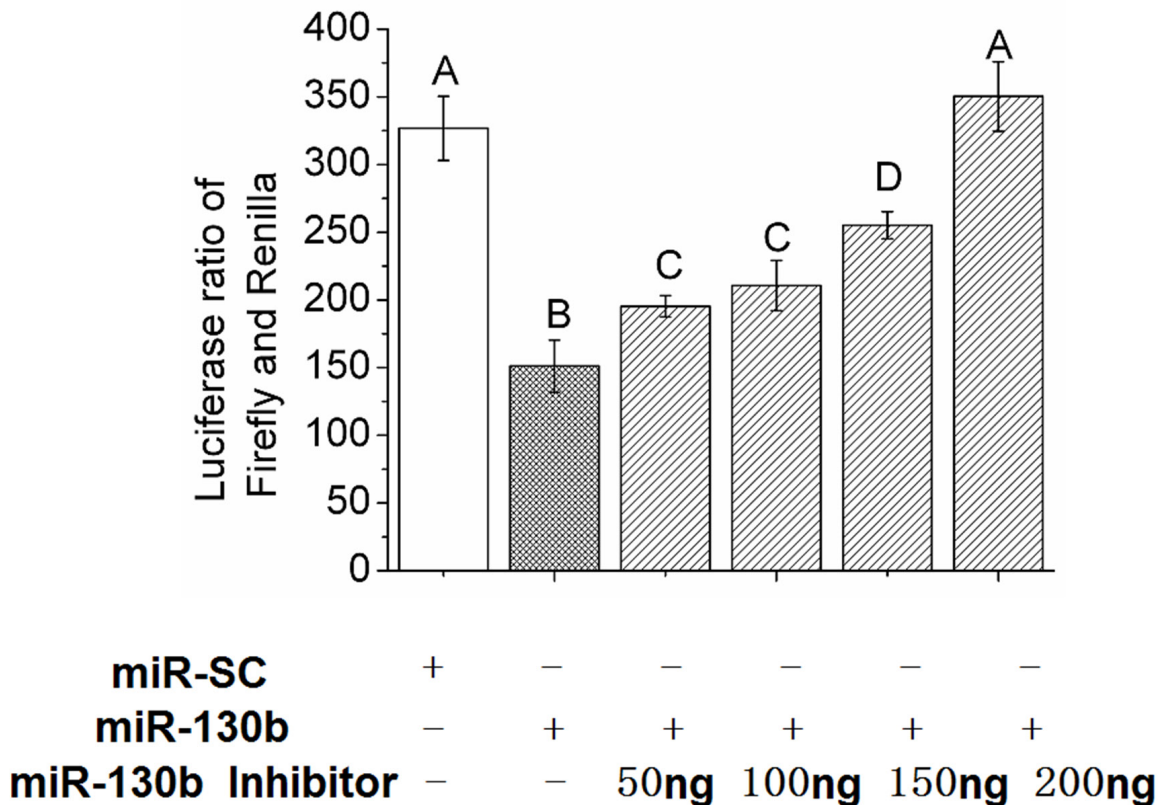 400
350
300
250
200
150
100
50
0
Luciferase ratio of
Firefly and Renilla
A
B
C
C
D
A
miR-SC + − − − − −
miR-130b − + + + + +
miR-130b Inhibitor − − 50ng 100ng 150ng 200ng